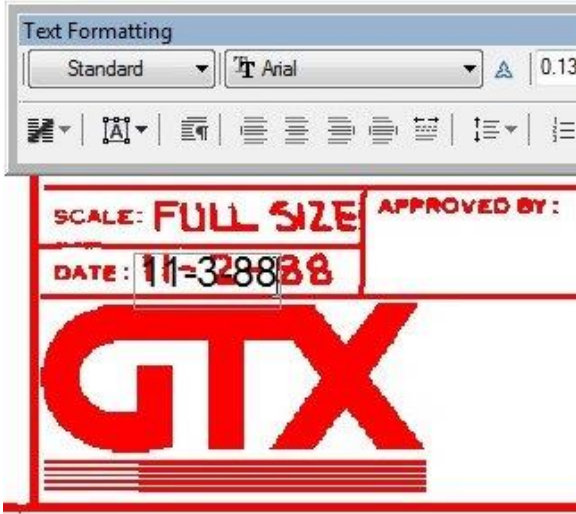 Text Formatting
Standard Arial 0.13
SCALE: FULL SIZE APPROVED BY:
DATE: 11-3-88
GTX